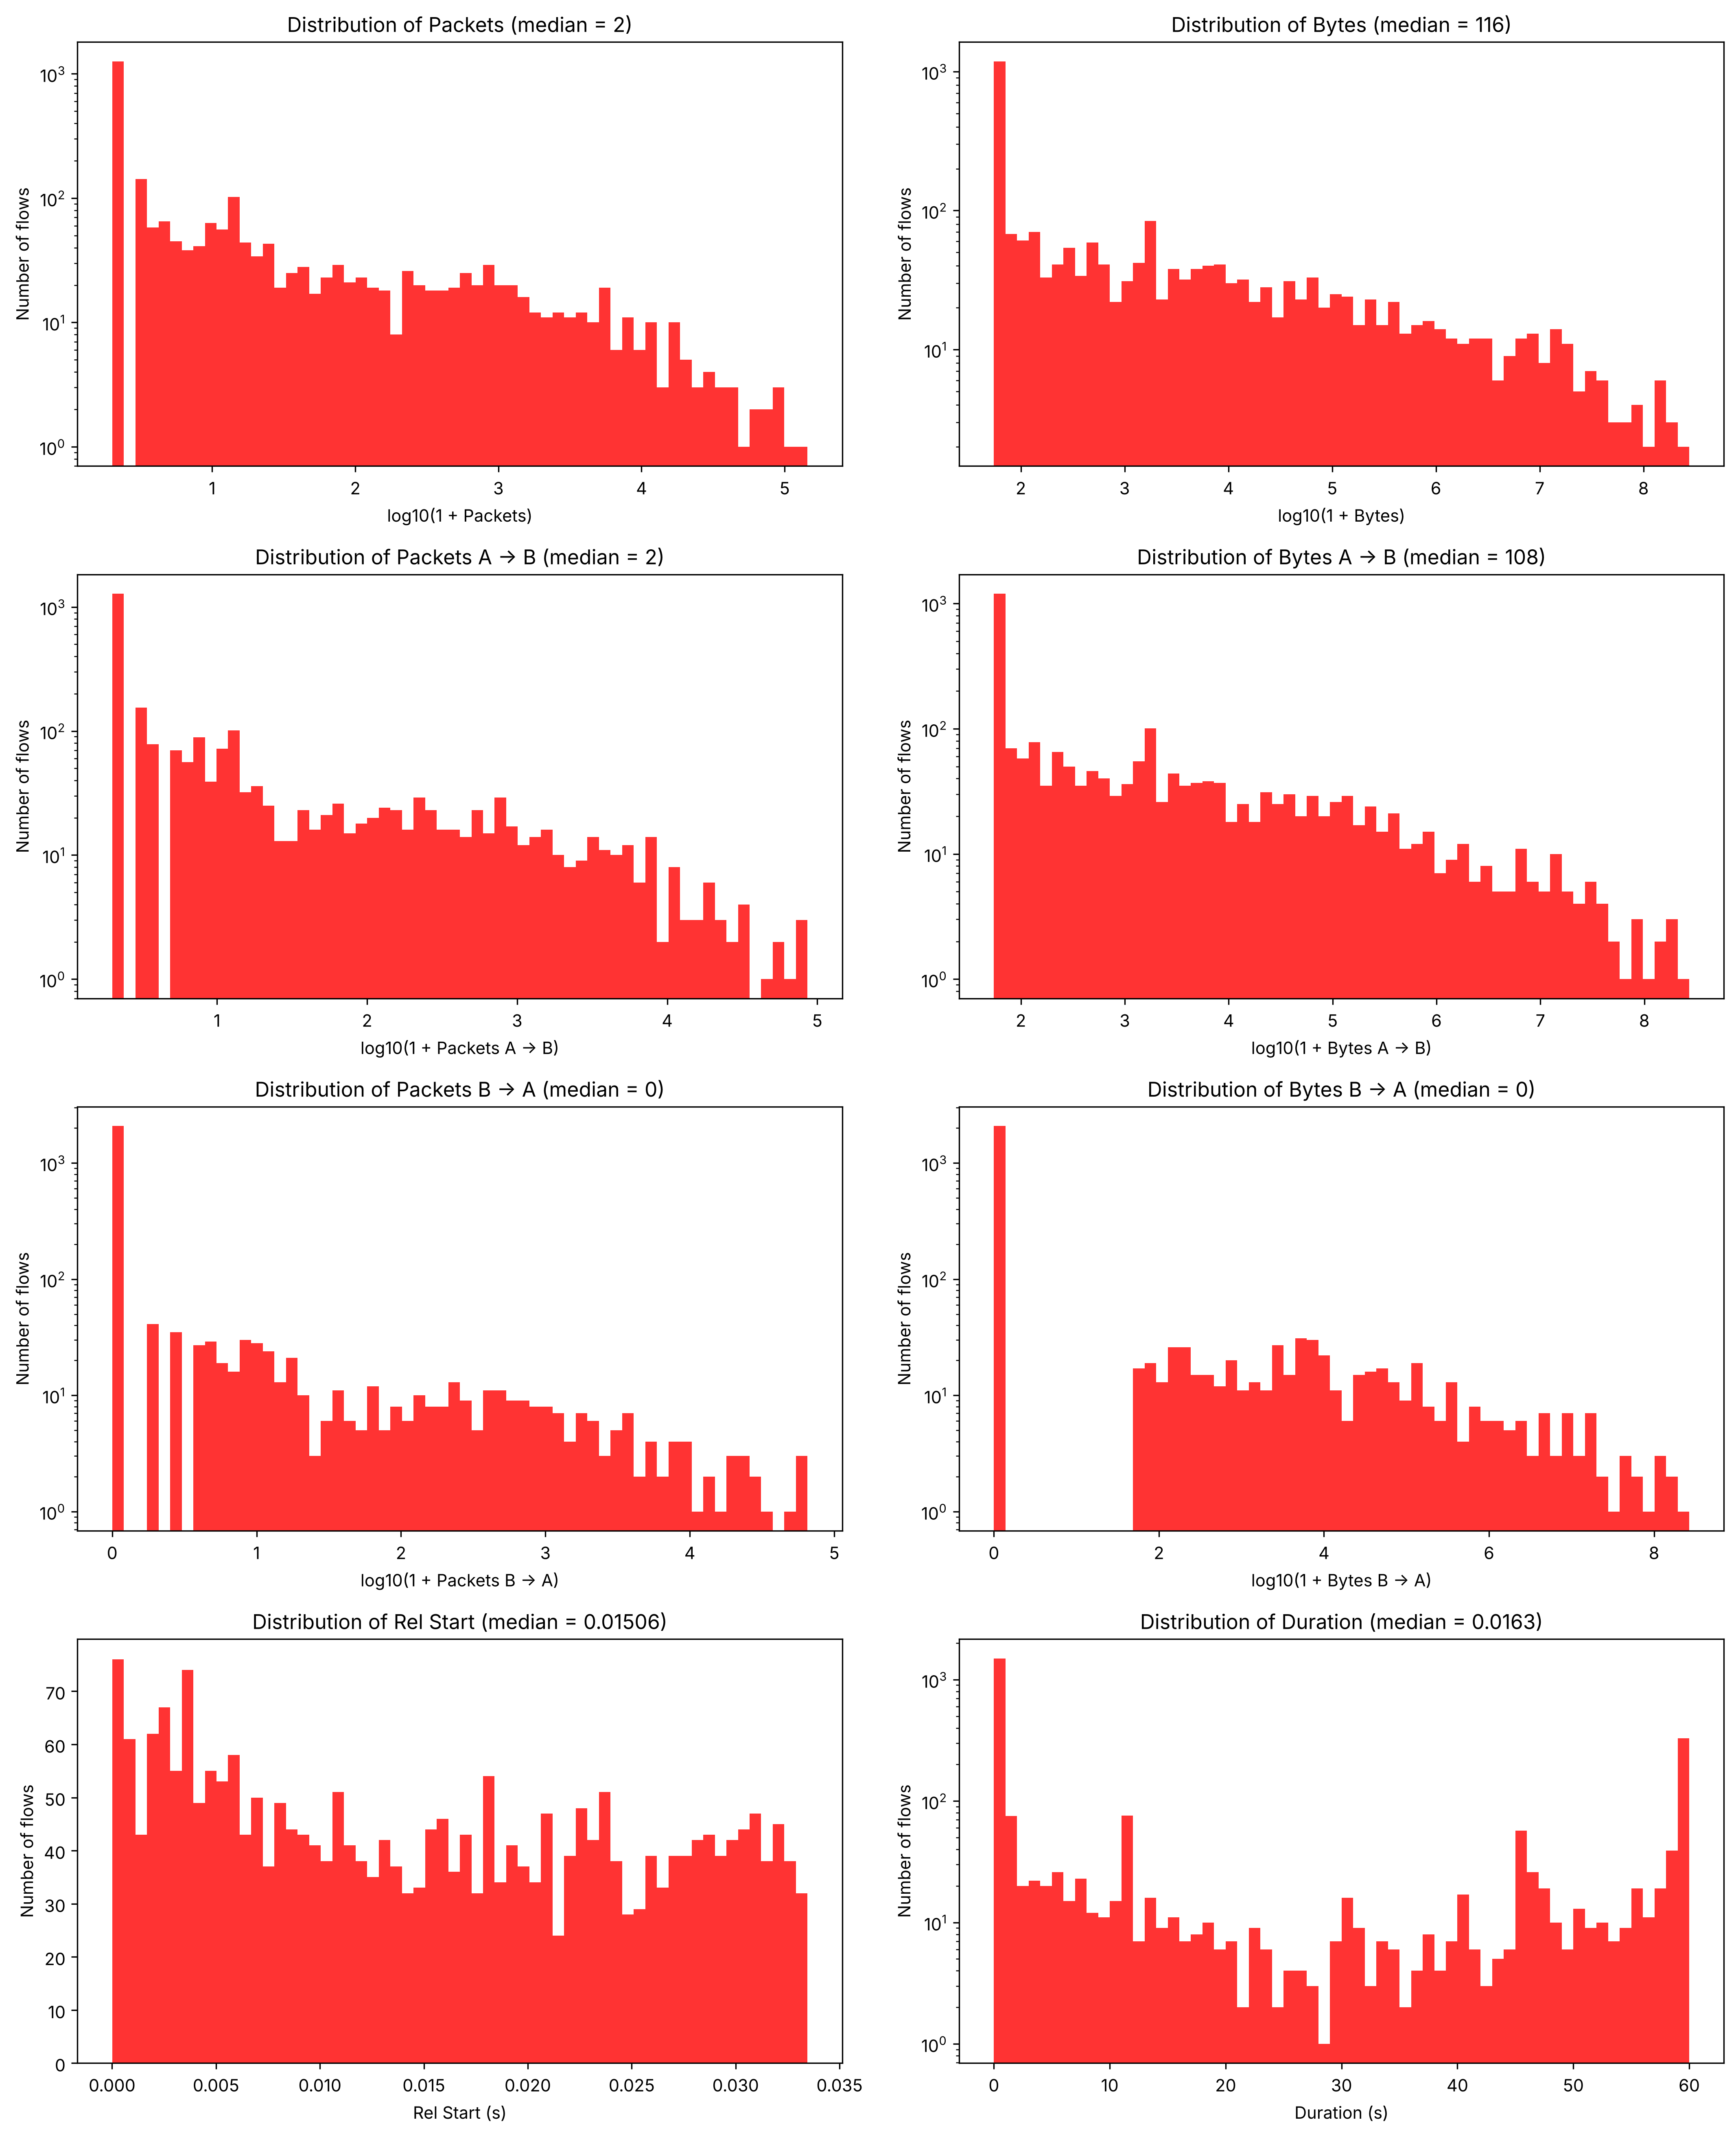 Distribution of Packets (median = 2)
Number of flows
10³
10²
10¹
10⁰
1 2 3 4 5
log10(1 + Packets)
Distribution of Bytes (median = 116)
Number of flows
10³
10²
10¹
2 3 4 5 6 7 8
log10(1 + Bytes)
Distribution of Packets A → B (median = 2)
Number of flows
10³
10²
10¹
10⁰
1 2 3 4 5
log10(1 + Packets A → B)
Distribution of Bytes A → B (median = 108)
Number of flows
10³
10²
10¹
10⁰
2 3 4 5 6 7 8
log10(1 + Bytes A → B)
Distribution of Packets B → A (median = 0)
Number of flows
10³
10²
10¹
10⁰
0 1 2 3 4 5
log10(1 + Packets B → A)
Distribution of Bytes B → A (median = 0)
Number of flows
10³
10²
10¹
10⁰
0 2 4 6 8
log10(1 + Bytes B → A)
Distribution of Rel Start (median = 0.01506)
Number of flows
70
60
50
40
30
20
10
0
0.000 0.005 0.010 0.015 0.020 0.025 0.030 0.035
Rel Start (s)
Distribution of Duration (median = 0.0163)
Number of flows
10³
10²
10¹
10⁰
0 10 20 30 40 50 60
Duration (s)